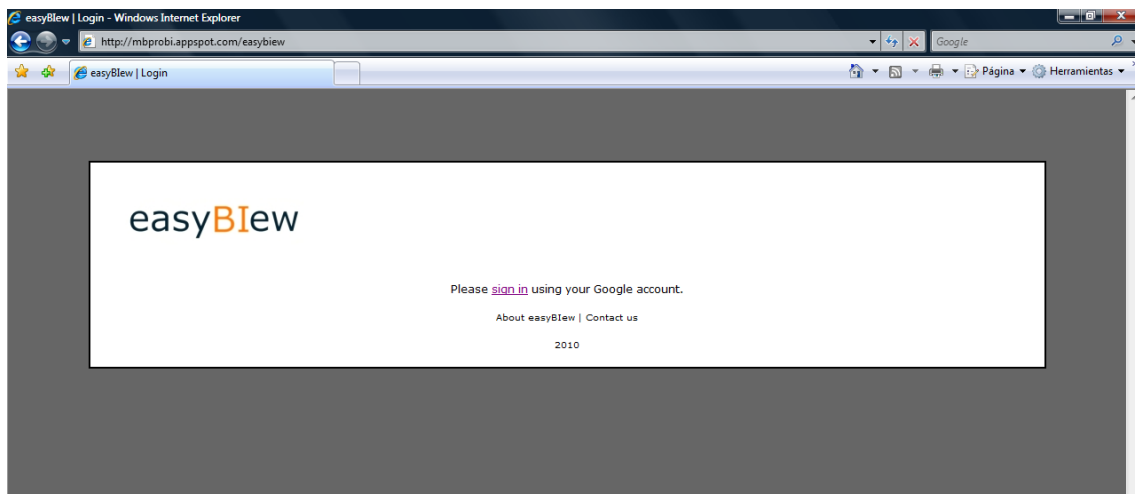 easyBIew | Login - Windows Internet Explorer
http://mbprobi.appspot.com/easybiew
Google
easyBIew | Login
Página
Herramientas
easyBIew
Please sign in using your Google account.
About easyBIew | Contact us
2010